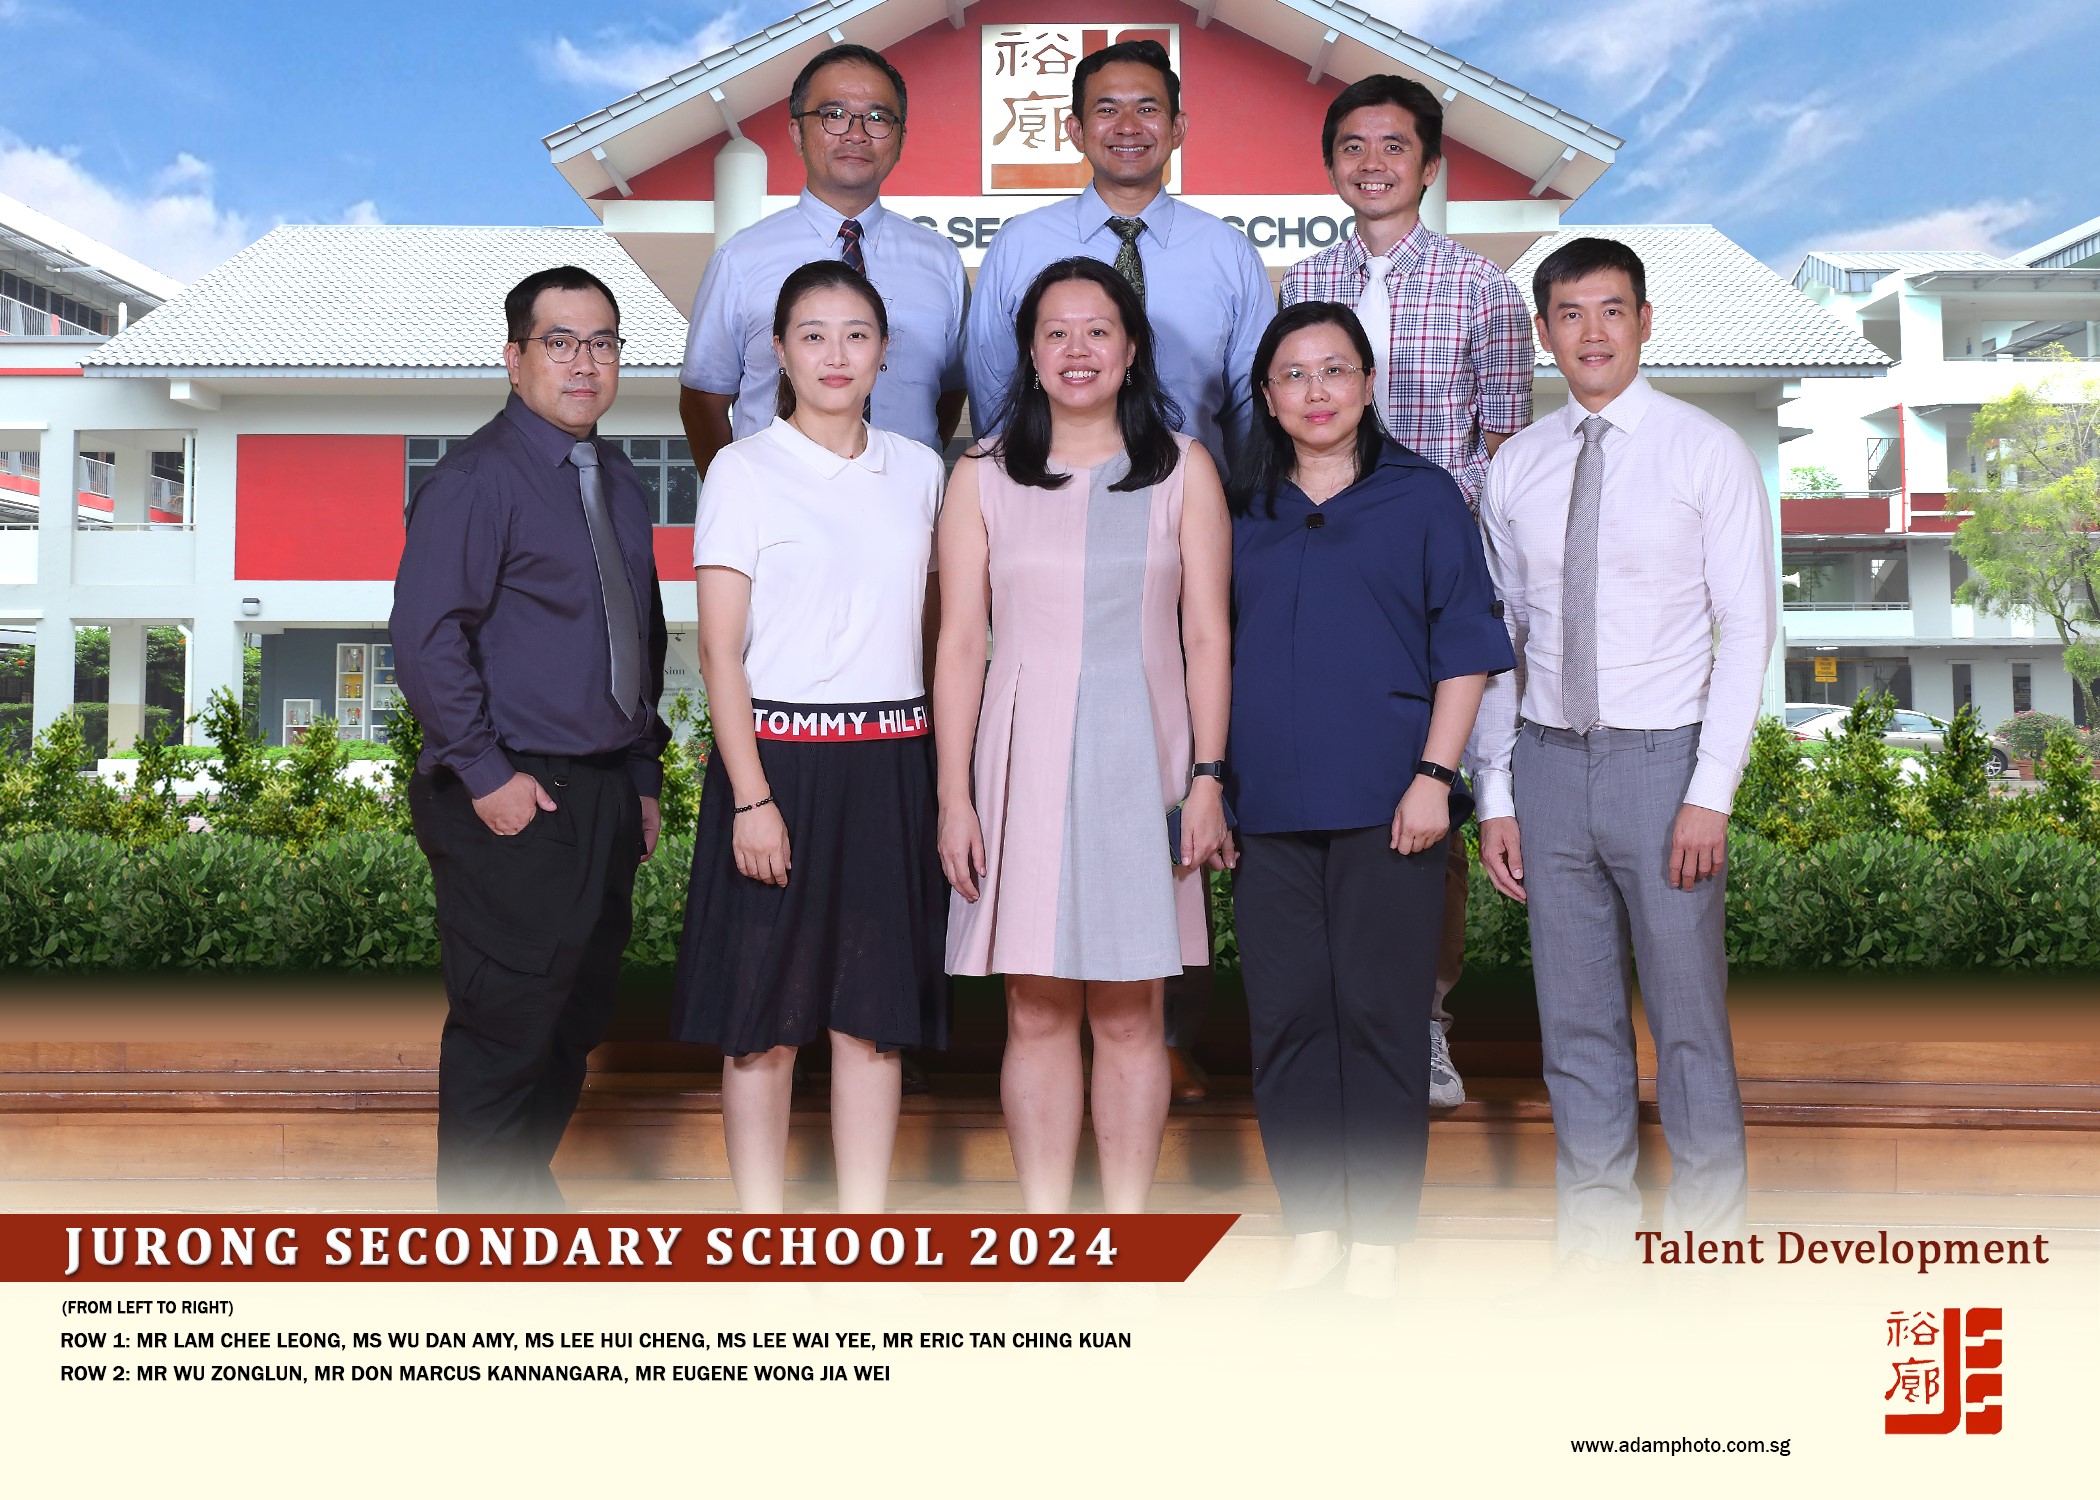 裕
廊
G SE SCHOO
TOMMY HILF
sion
JURONG SECONDARY SCHOOL 2024
Talent Development
(FROM LEFT TO RIGHT)
ROW 1: MR LAM CHEE LEONG, MS WU DAN AMY, MS LEE HUI CHENG, MS LEE WAI YEE, MR ERIC TAN CHING KUAN
ROW 2: MR WU ZONGLUN, MR DON MARCUS KANNANGARA, MR EUGENE WONG JIA WEI
裕
廊
www.adamphoto.com.sg